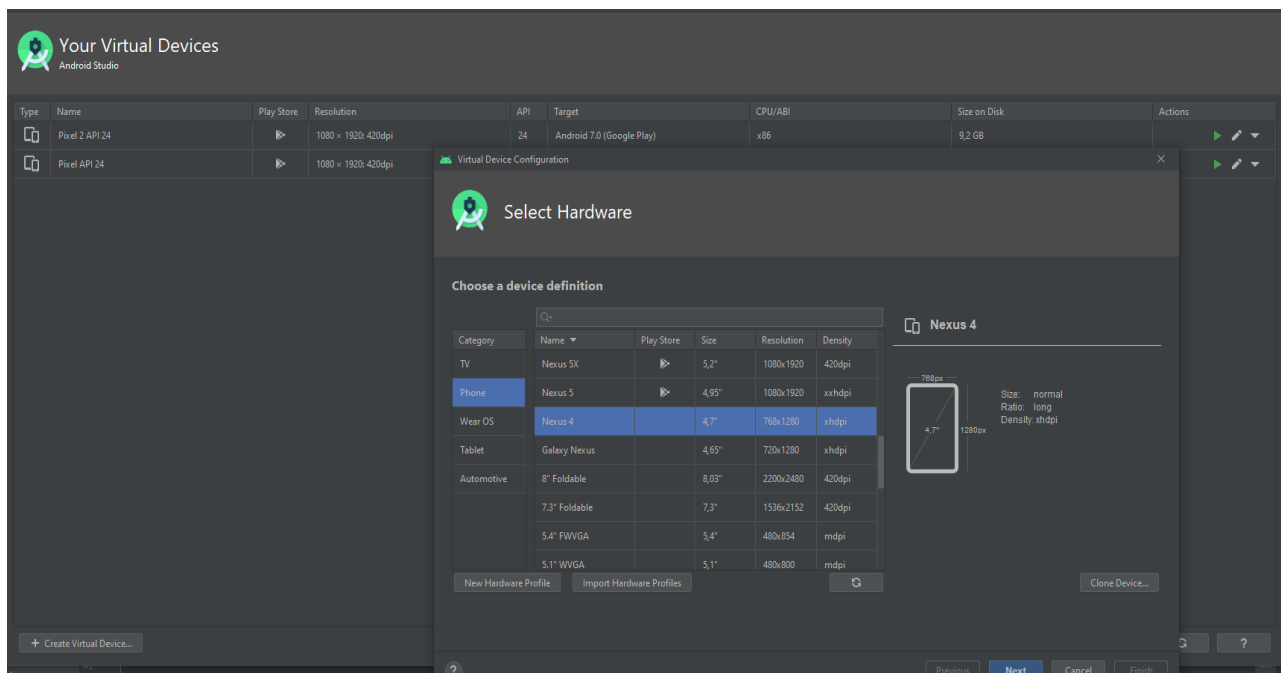 Your Virtual Devices
Android Studio
Type Name Play Store Resolution API Target CPU/ABI Size on Disk Actions
Pixel 2 API 24 1080 × 1920: 420dpi 24 Android 7.0 (Google Play) x86 9,2 GB
Pixel API 24 1080 × 1920: 420dpi
Virtual Device Configuration
Select Hardware
Choose a device definition
Category Name Play Store Size Resolution Density
TV Nexus 5X 5,2" 1080x1920 420dpi
Phone Nexus 5 4,95" 1080x1920 xxhdpi
Wear OS Nexus 4 4,7" 768x1280 xhdpi
Tablet Galaxy Nexus 4,65" 720x1280 xhdpi
Automotive 8" Foldable 8,03" 2200x2480 420dpi
7.3" Foldable 7,3" 1536x2152 420dpi
5.4" FWVGA 5,4" 480x854 mdpi
5.1" WVGA 5,1" 480x800 mdpi
Nexus 4
768px
4.7"
1280px
Size: normal
Ratio: long
Density: xhdpi
New Hardware Profile Import Hardware Profiles Clone Device...
+ Create Virtual Device... ?
? Previous Next Cancel Finish